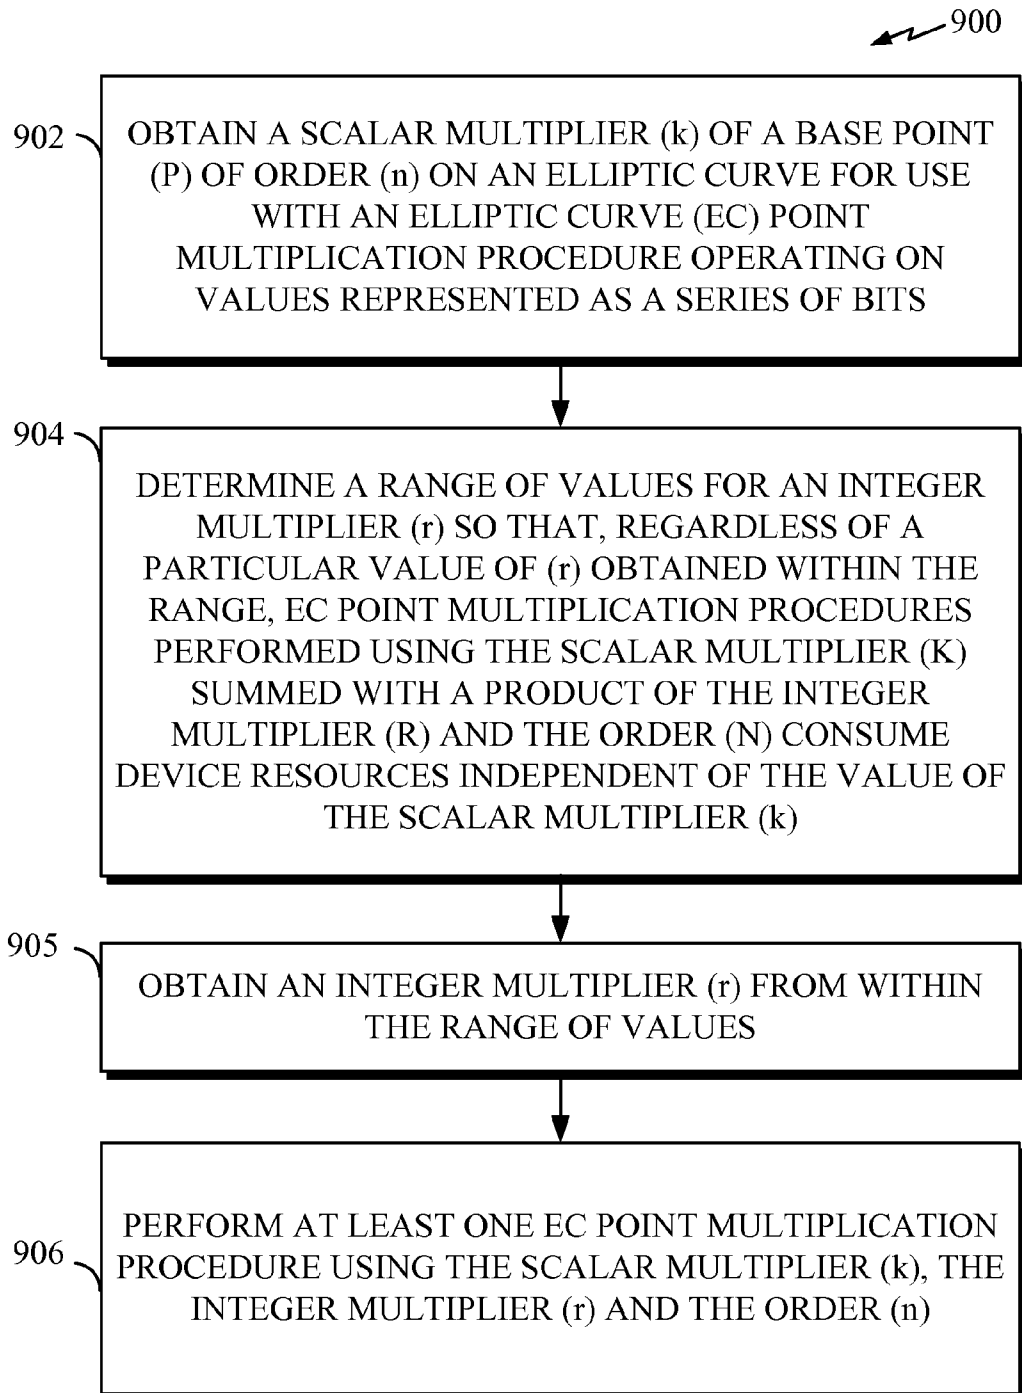 900
902
OBTAIN A SCALAR MULTIPLIER (k) OF A BASE POINT
(P) OF ORDER (n) ON AN ELLIPTIC CURVE FOR USE
WITH AN ELLIPTIC CURVE (EC) POINT
MULTIPLICATION PROCEDURE OPERATING ON
VALUES REPRESENTED AS A SERIES OF BITS
904
DETERMINE A RANGE OF VALUES FOR AN INTEGER
MULTIPLIER (r) SO THAT, REGARDLESS OF A
PARTICULAR VALUE OF (r) OBTAINED WITHIN THE
RANGE, EC POINT MULTIPLICATION PROCEDURES
PERFORMED USING THE SCALAR MULTIPLIER (K)
SUMMED WITH A PRODUCT OF THE INTEGER
MULTIPLIER (R) AND THE ORDER (N) CONSUME
DEVICE RESOURCES INDEPENDENT OF THE VALUE OF
THE SCALAR MULTIPLIER (k)
905
OBTAIN AN INTEGER MULTIPLIER (r) FROM WITHIN
THE RANGE OF VALUES
906
PERFORM AT LEAST ONE EC POINT MULTIPLICATION
PROCEDURE USING THE SCALAR MULTIPLIER (k), THE
INTEGER MULTIPLIER (r) AND THE ORDER (n)